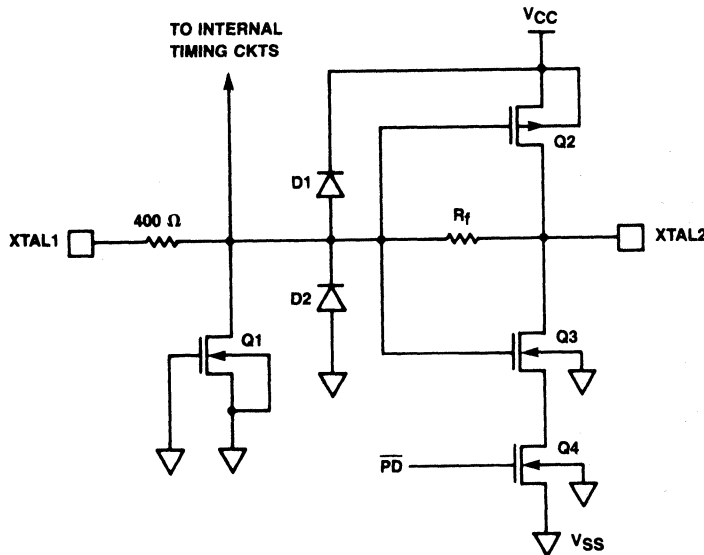 TO INTERNAL
TIMING CKTS
VCC
Q2
D1
400 Ω
Rf
XTAL1
XTAL2
D2
Q1
Q3
PD
Q4
VSS